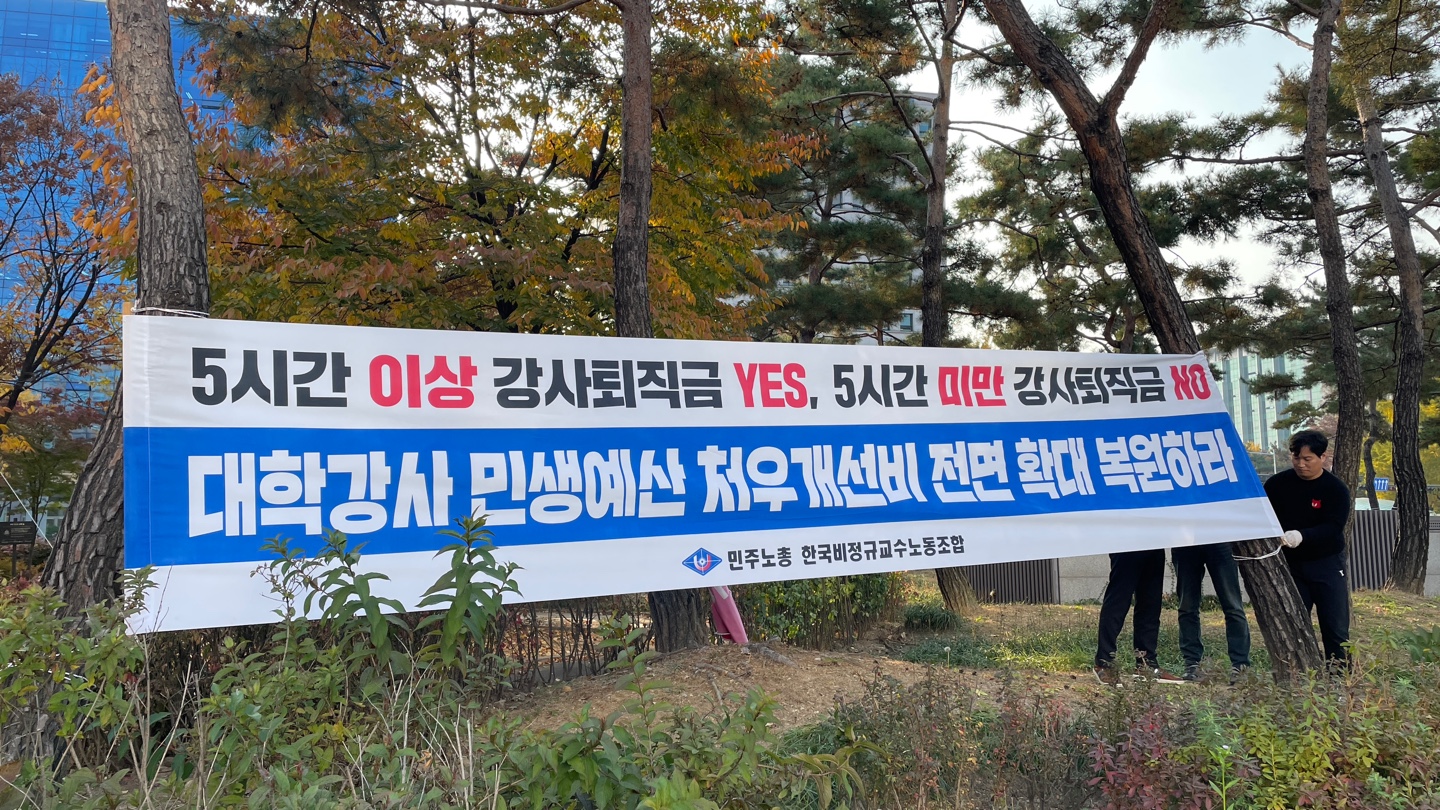 5시간 이상 강사퇴직금 YES, 5시간 미만 강사퇴직금 NO
대학강사 민생예산 처우개선비 전면 확대 복원하라
민주노총 한국비정규교수노동조합